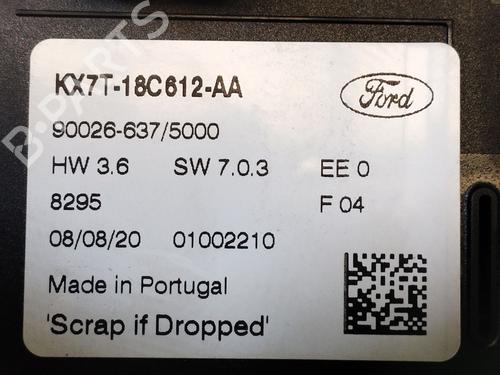 KX7T-18C612-AA
Ford
90026-637/5000
HW 3.6 SW 7.0.3 EE 0
8295 F 04
08/08/20 01002210
Made in Portugal
'Scrap if Dropped'
B-PARTS